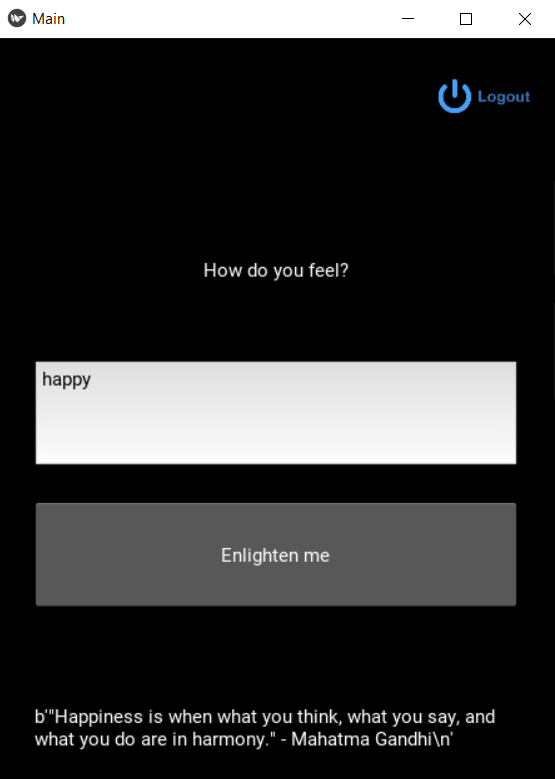 Main
Logout
How do you feel?
happy
Enlighten me
b'"Happiness is when what you think, what you say, and
what you do are in harmony." - Mahatma Gandhi\n'